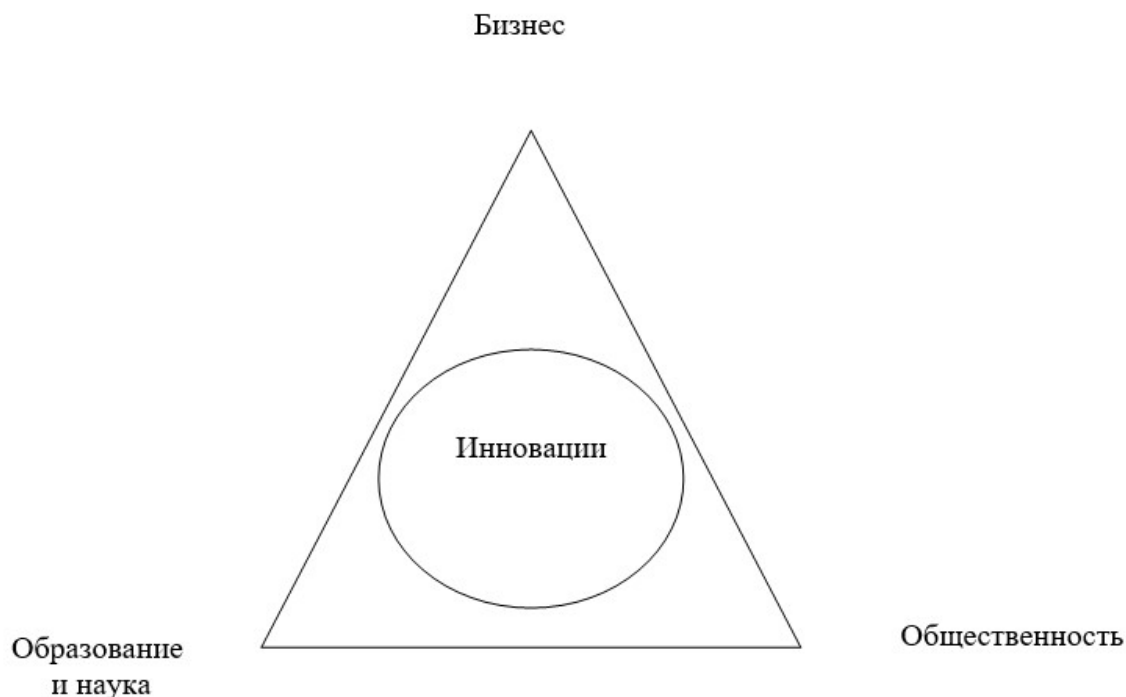 Бизнес
Инновации
Образование
и наука
Общественность